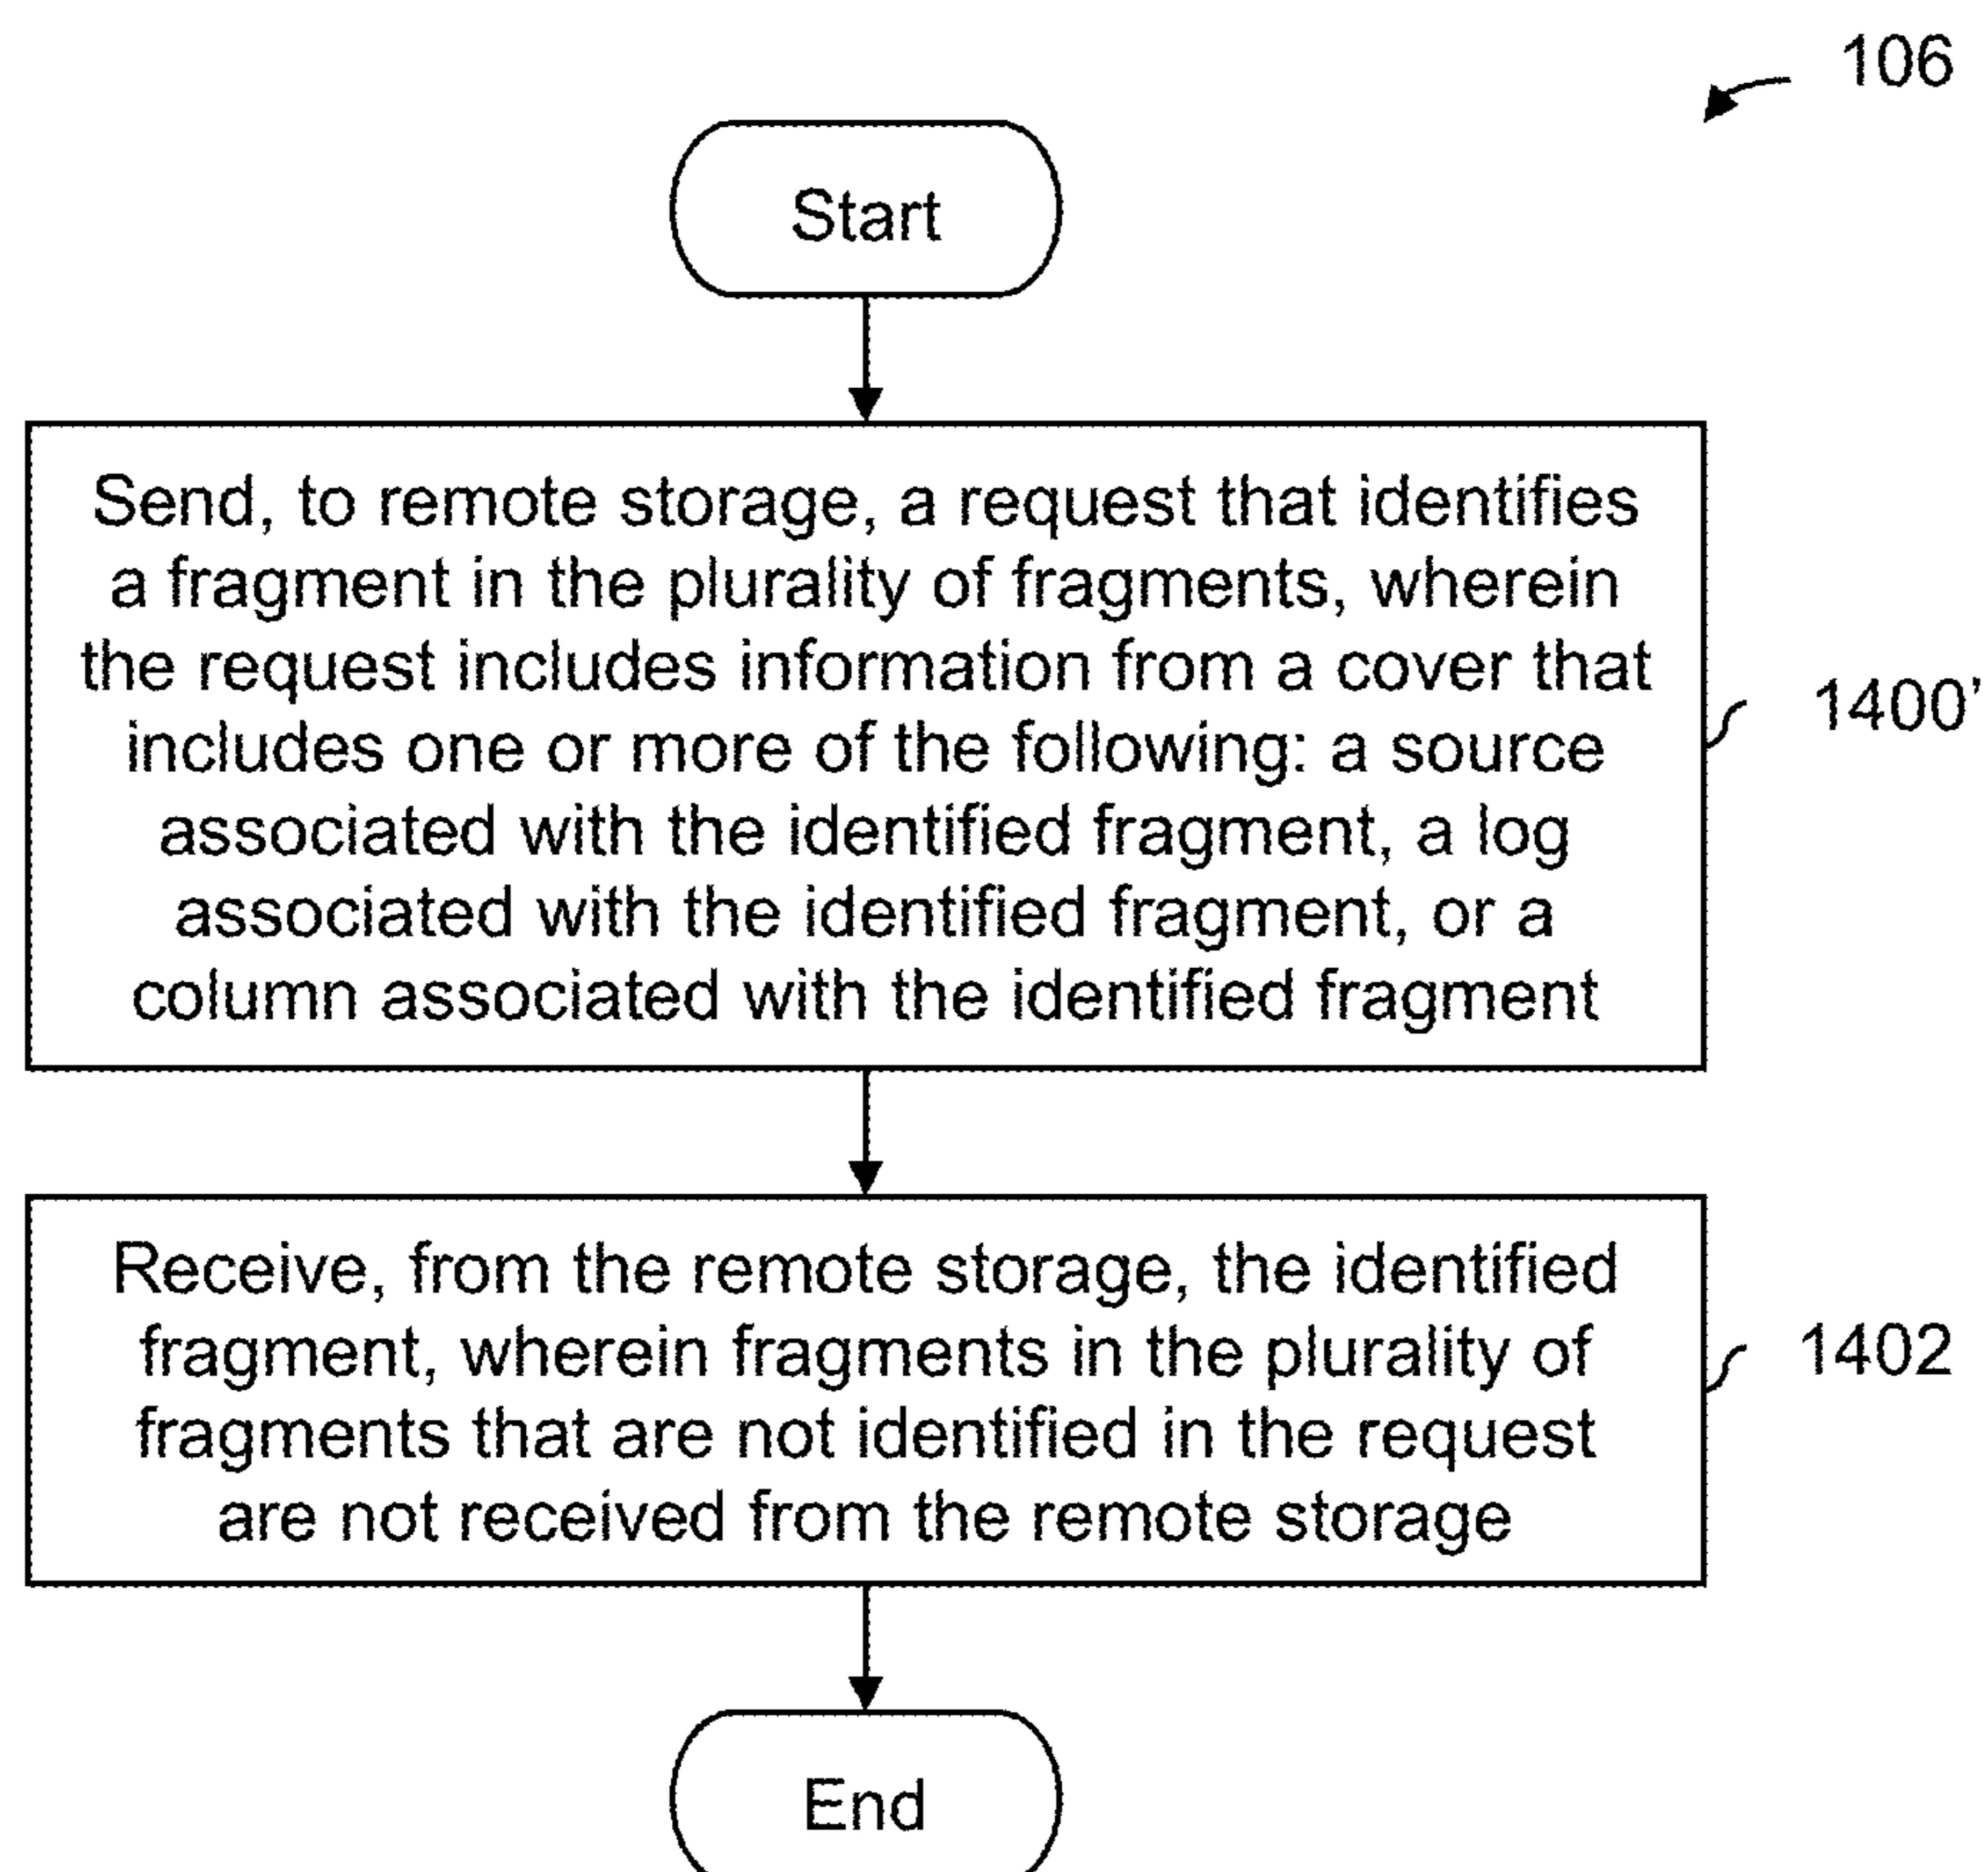 106
Start
Send, to remote storage, a request that identifies
a fragment in the plurality of fragments, wherein
the request includes information from a cover that
includes one or more of the following: a source
associated with the identified fragment, a log
associated with the identified fragment, or a
column associated with the identified fragment
1400’
Receive, from the remote storage, the identified
fragment, wherein fragments in the plurality of
fragments that are not identified in the request
are not received from the remote storage
1402
End